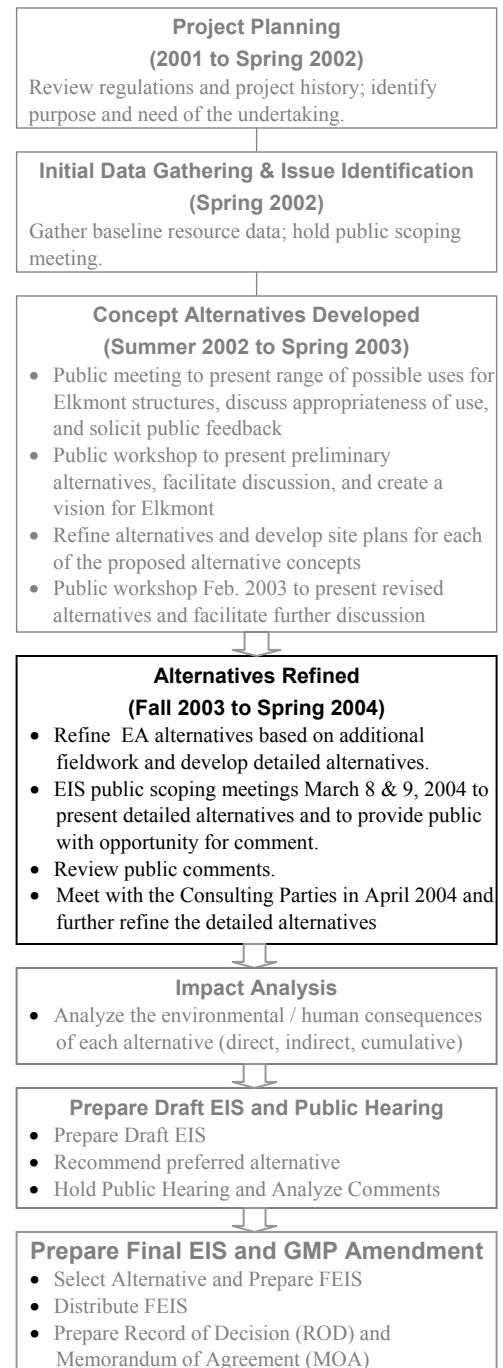 Project Planning
(2001 to Spring 2002)
Review regulations and project history; identify
purpose and need of the undertaking.
Initial Data Gathering & Issue Identification
(Spring 2002)
Gather baseline resource data; hold public scoping
meeting.
Concept Alternatives Developed
(Summer 2002 to Spring 2003)
• Public meeting to present range of possible uses for
Elkmont structures, discuss appropriateness of use,
and solicit public feedback
• Public workshop to present preliminary
alternatives, facilitate discussion, and create a
vision for Elkmont
• Refine alternatives and develop site plans for each
of the proposed alternative concepts
• Public workshop Feb. 2003 to present revised
alternatives and facilitate further discussion
Alternatives Refined
(Fall 2003 to Spring 2004)
• Refine EA alternatives based on additional
fieldwork and develop detailed alternatives.
• EIS public scoping meetings March 8 & 9, 2004 to
present detailed alternatives and to provide public
with opportunity for comment.
• Review public comments.
• Meet with the Consulting Parties in April 2004 and
further refine the detailed alternatives
Impact Analysis
• Analyze the environmental / human consequences
of each alternative (direct, indirect, cumulative)
Prepare Draft EIS and Public Hearing
• Prepare Draft EIS
• Recommend preferred alternative
• Hold Public Hearing and Analyze Comments
Prepare Final EIS and GMP Amendment
• Select Alternative and Prepare FEIS
• Distribute FEIS
• Prepare Record of Decision (ROD) and
Memorandum of Agreement (MOA)